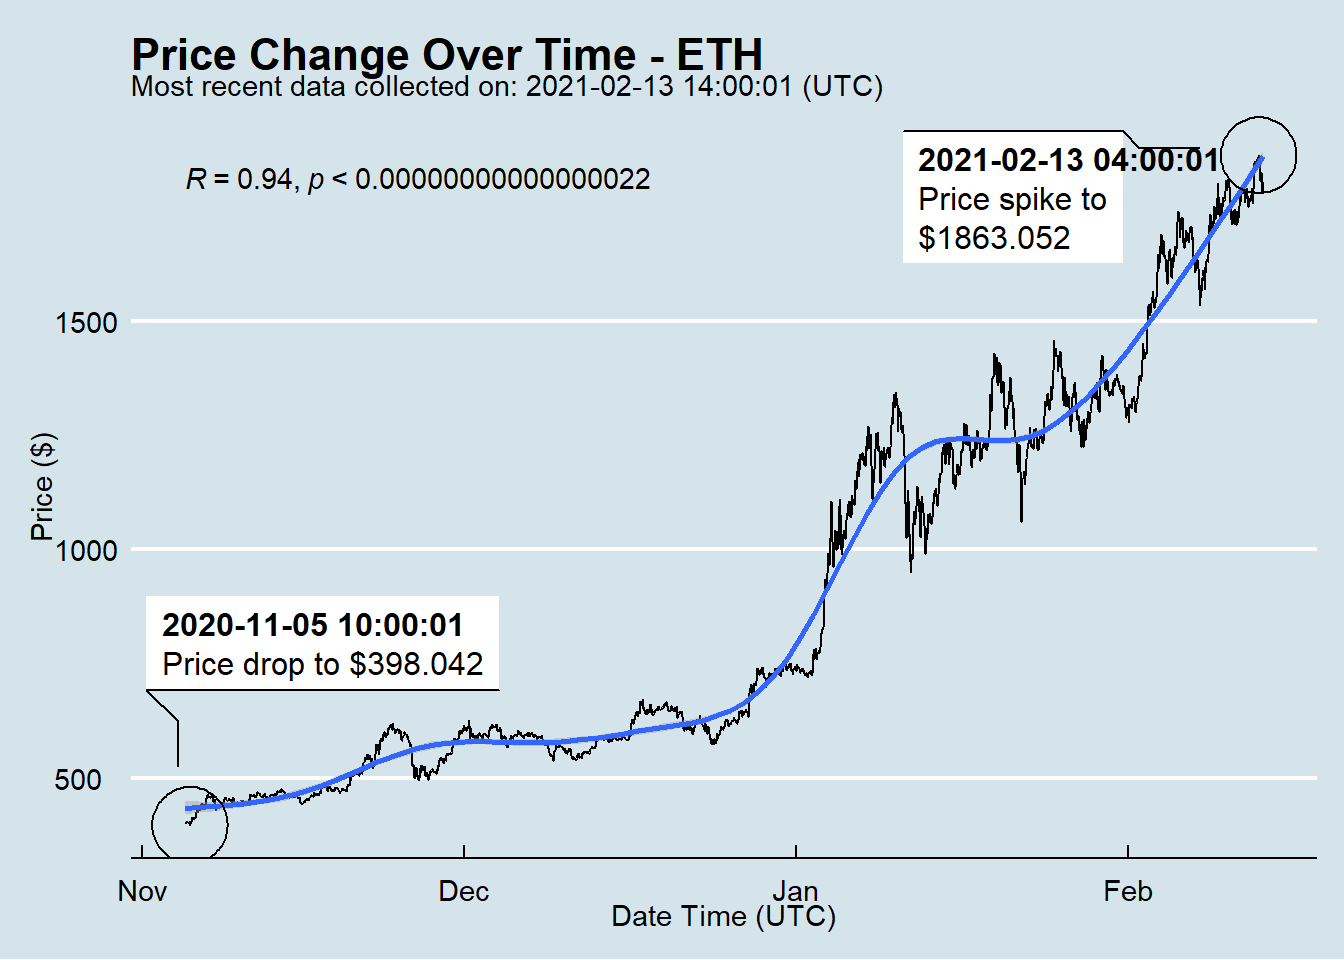 Price Change Over Time - ETH
Most recent data collected on: 2021-02-13 14:00:01 (UTC)
R = 0.94, p < 0.00000000000000022
2021-02-13 04:00:01
Price spike to
$1863.052
1500
1000
500
Price ($)
2020-11-05 10:00:01
Price drop to $398.042
Nov
Dec
Jan
Feb
Date Time (UTC)